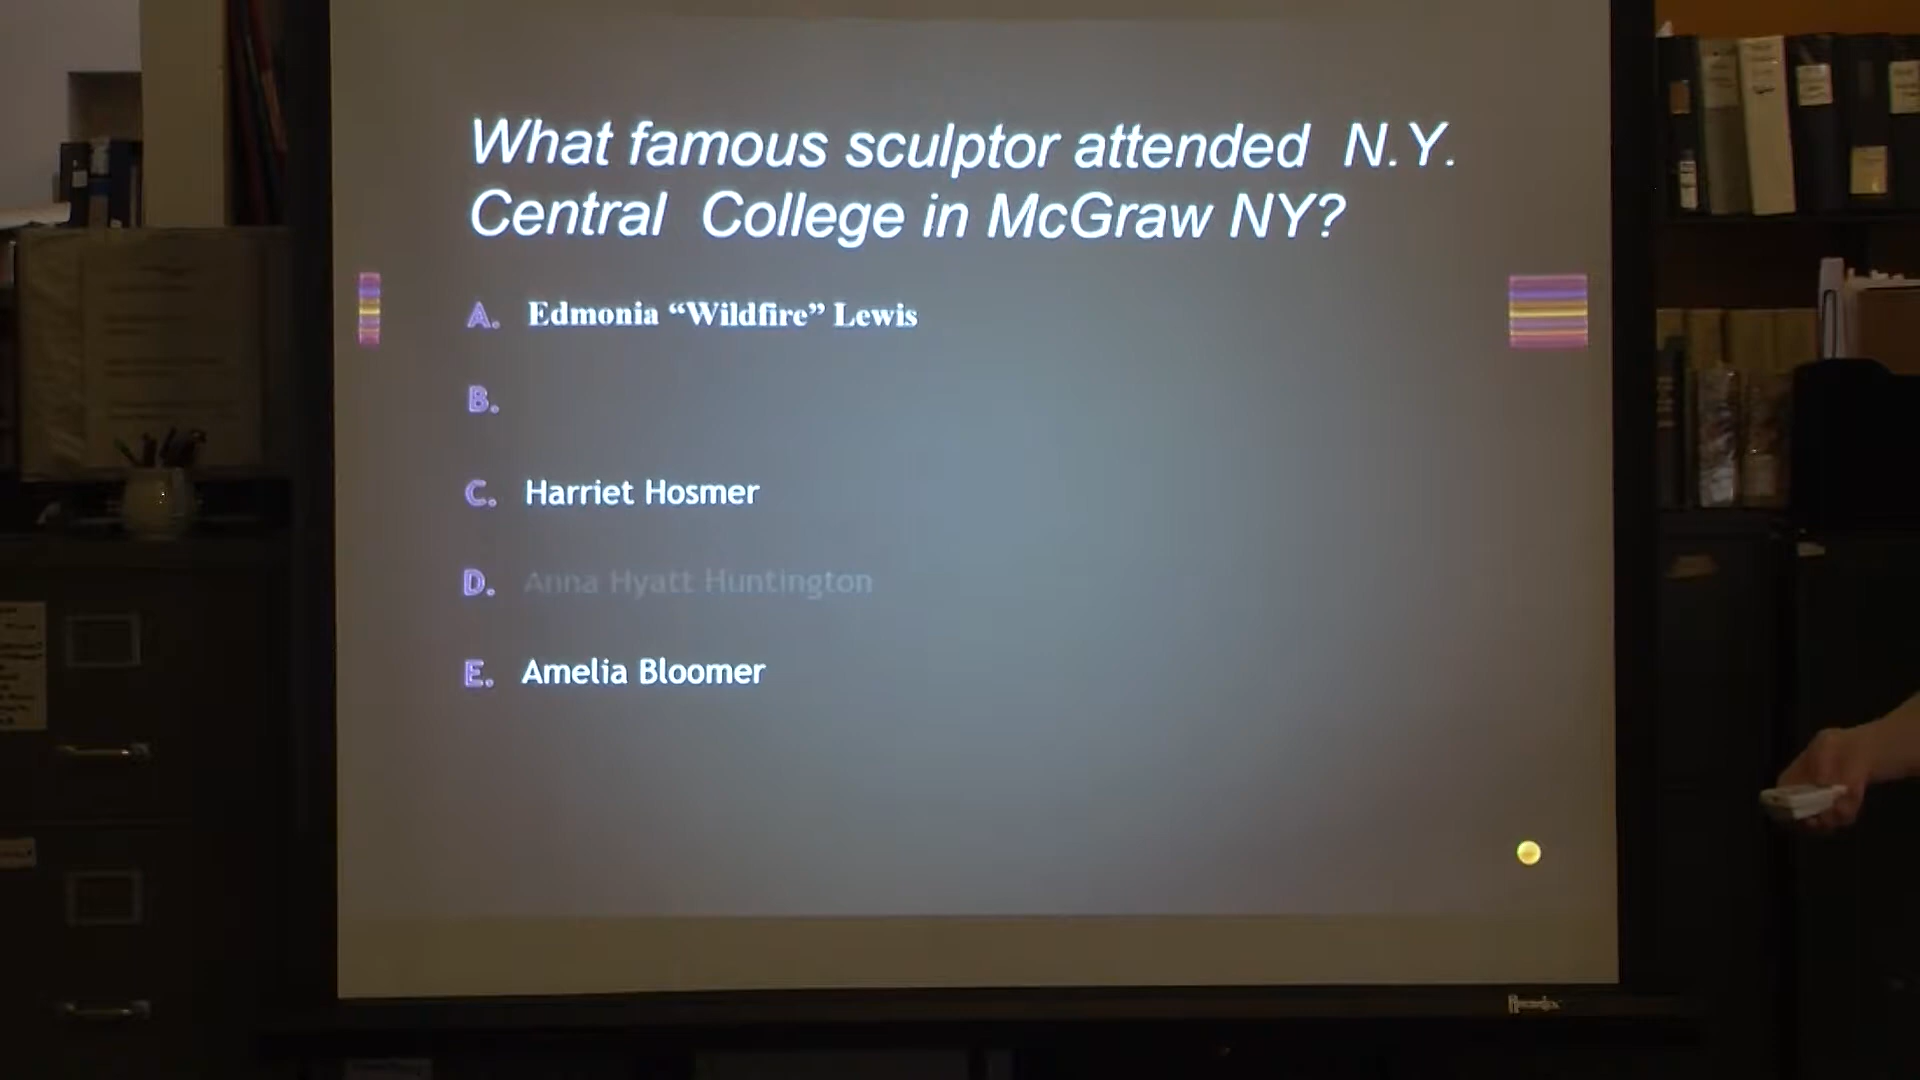 What famous sculptor attended N.Y.
Central College in McGraw NY?
A. Edmonia “Wildfire” Lewis
B.
C. Harriet Hosmer
D. Anna Hyatt Huntington
E. Amelia Bloomer